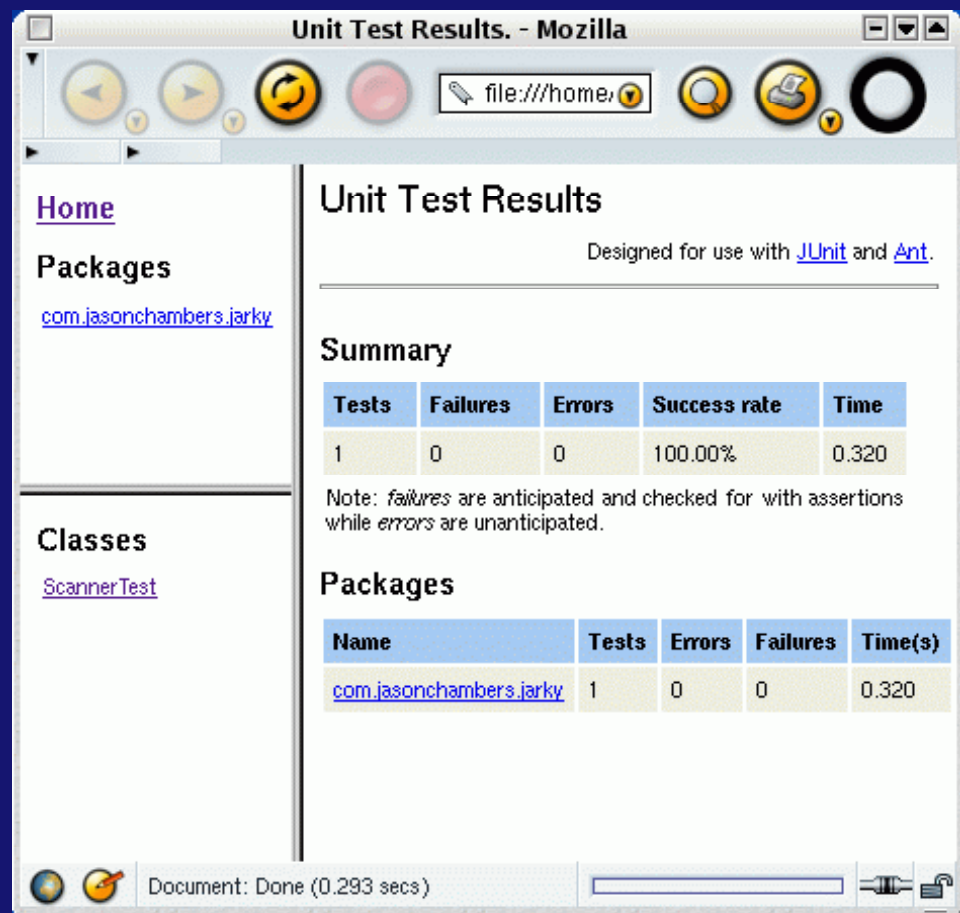 Unit Test Results. - Mozilla
file:///home/
Home
Packages
com.jasonchambers.jarky
Classes
ScannerTest
Unit Test Results
Designed for use with JUnit and Ant.
Summary
Tests Failures Errors Success rate Time
1 0 0 100.00% 0.320
Note: failures are anticipated and checked for with assertions
while errors are unanticipated.
Packages
Name Tests Errors Failures Time(s)
com.jasonchambers.jarky 1 0 0 0.320
Document: Done (0.293 secs)